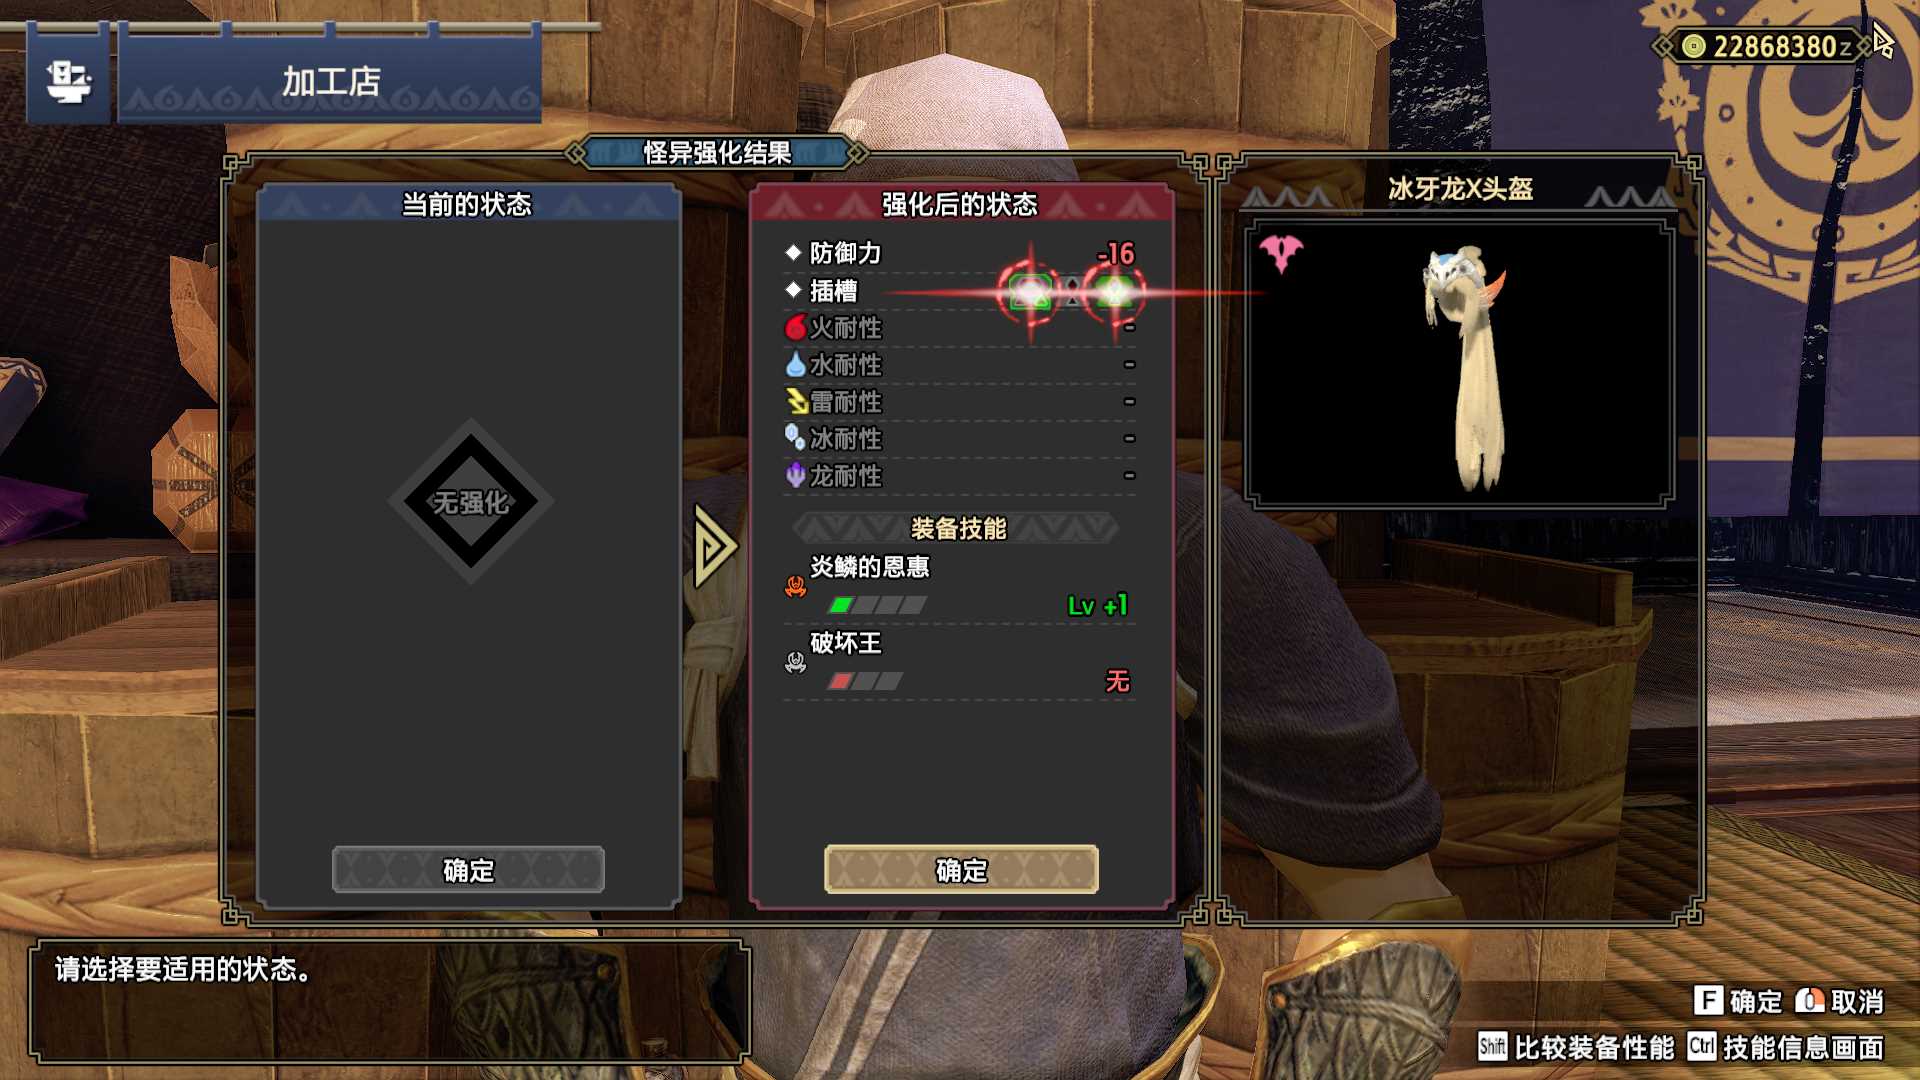 加工店
22868380z
怪异强化结果
当前的状态
无强化
确定
强化后的状态
防御力 -16
插槽
火耐性 -
水耐性 -
雷耐性 -
冰耐性 -
龙耐性 -
装备技能
炎鳞的恩惠
Lv +1
破坏王
无
确定
冰牙龙X头盔
请选择要适用的状态。
F 确定 取消
Shift 比较装备性能 Ctrl 技能信息画面